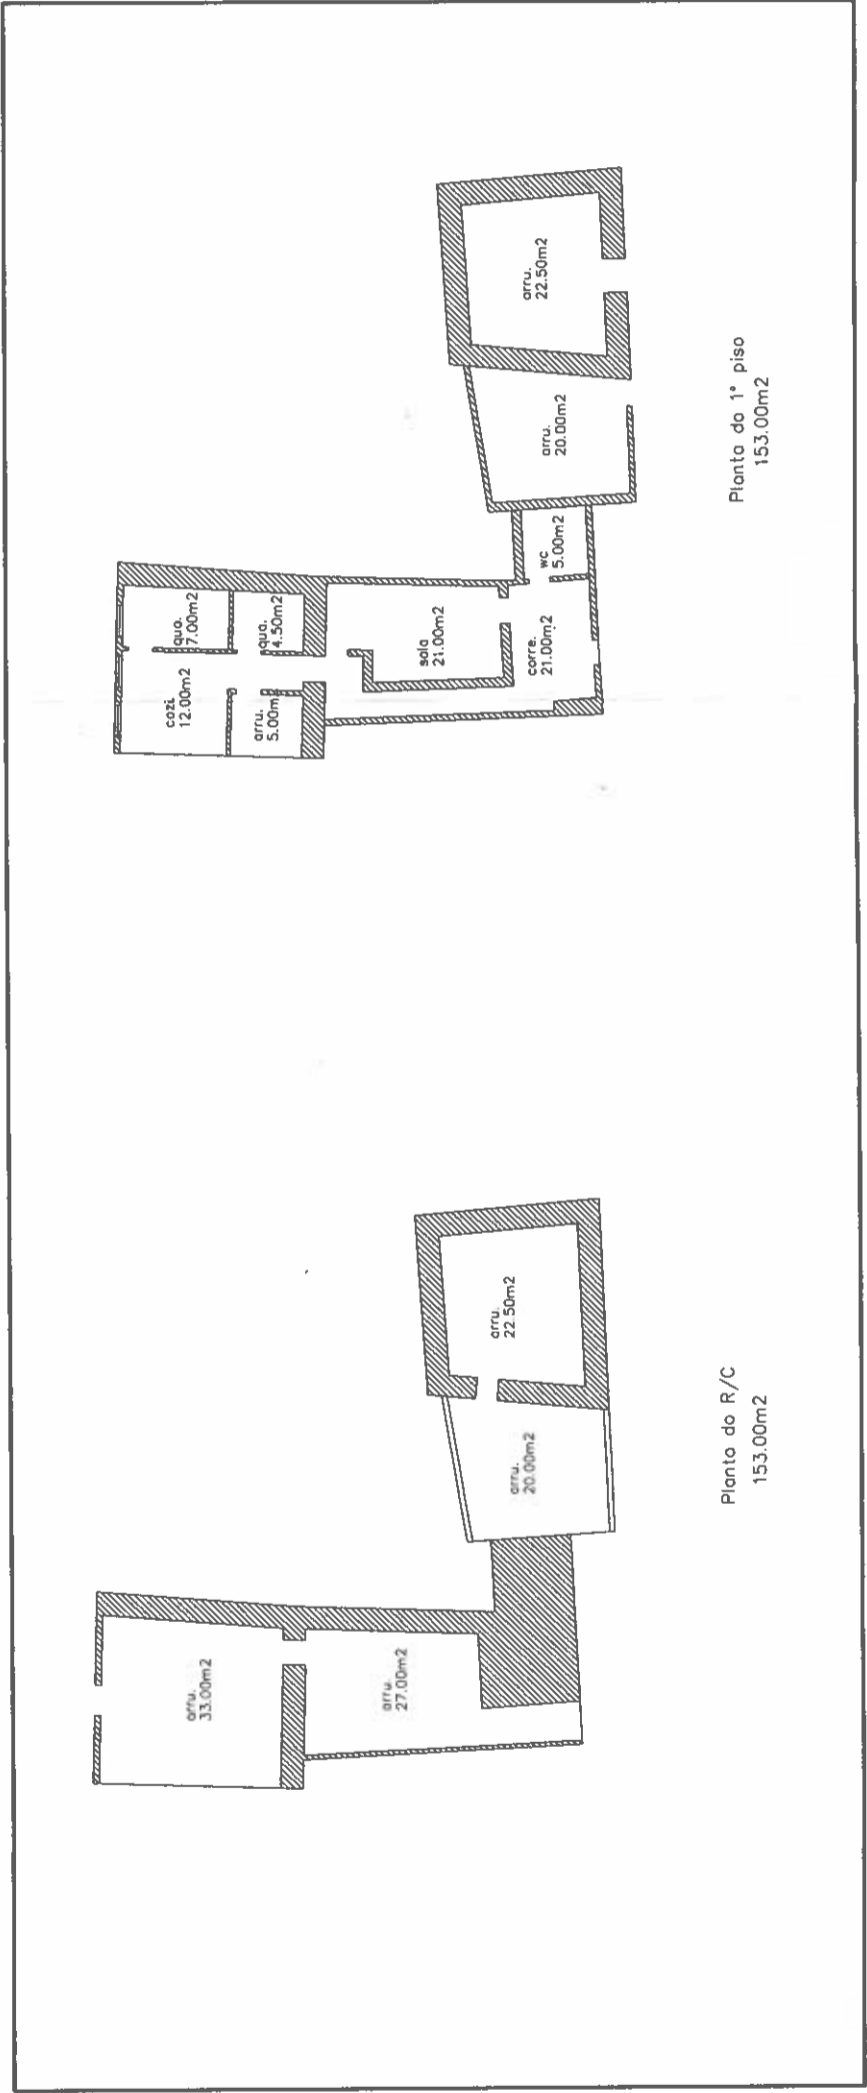 arru.
33.00m2
arru.
27.00m2
arru.
20.00m2
arru.
22.50m2
Planta do R/C
153.00m2
cozi.
12.00m2
qua.
7.00m2
arru.
5.00m
qua.
4.50m2
sala
21.00m2
corre.
21.00m2
wc
5.00m2
arru.
20.00m2
arru.
22.50m2
Planta do 1º piso
153.00m2